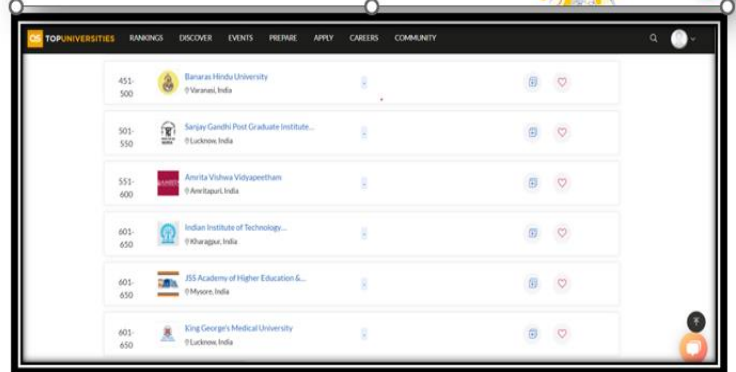 QS TOPUNIVERSITIES RANKINGS DISCOVER EVENTS PREPARE APPLY CAREERS COMMUNITY
451-
500
Banaras Hindu University
Varanasi, India
501-
550
Sanjay Gandhi Post Graduate Institute...
Lucknow, India
551-
600
Amrita Vishwa Vidyapeetham
Amritapuri, India
601-
650
Indian Institute of Technology...
Kharagpur, India
601-
650
JSS Academy of Higher Education &...
Mysore, India
601-
650
King George's Medical University
Lucknow, India